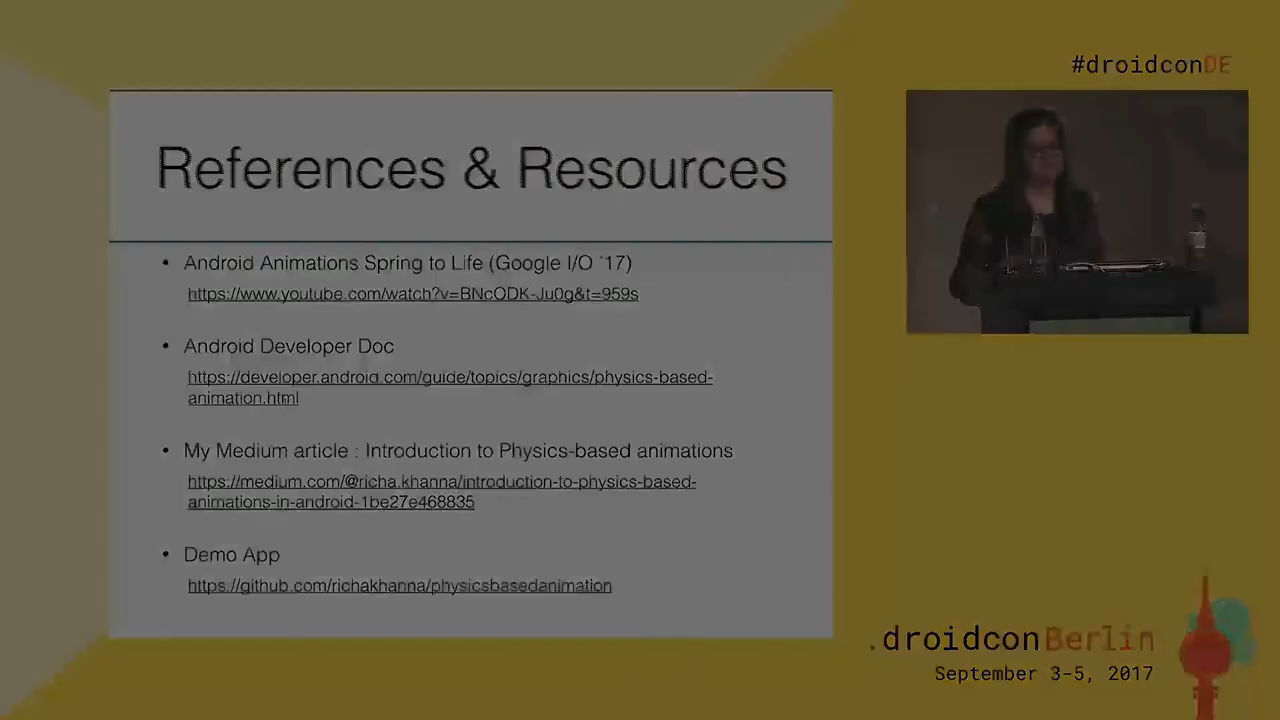 #droidconDE
References & Resources
• Android Animations Spring to Life (Google I/O '17)
https://www.youtube.com/watch?v=BNcODK-Ju0g&t=959s
• Android Developer Doc
https://developer.android.com/guide/topics/graphics/physics-based-
animation.html
• My Medium article : Introduction to Physics-based animations
https://medium.com/@richa.khanna/introduction-to-physics-based-
animations-in-android-1be27e468835
• Demo App
https://github.com/richakhanna/physicsbasedanimation
.droidconBerlin
September 3-5, 2017